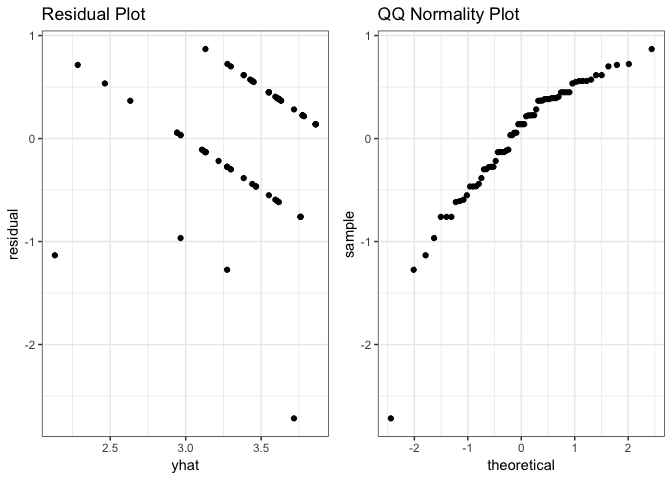 Residual Plot
1
0
-1
-2
residual
2.5 3.0 3.5
yhat
QQ Normality Plot
1
0
-1
-2
sample
-2 -1 0 1 2
theoretical